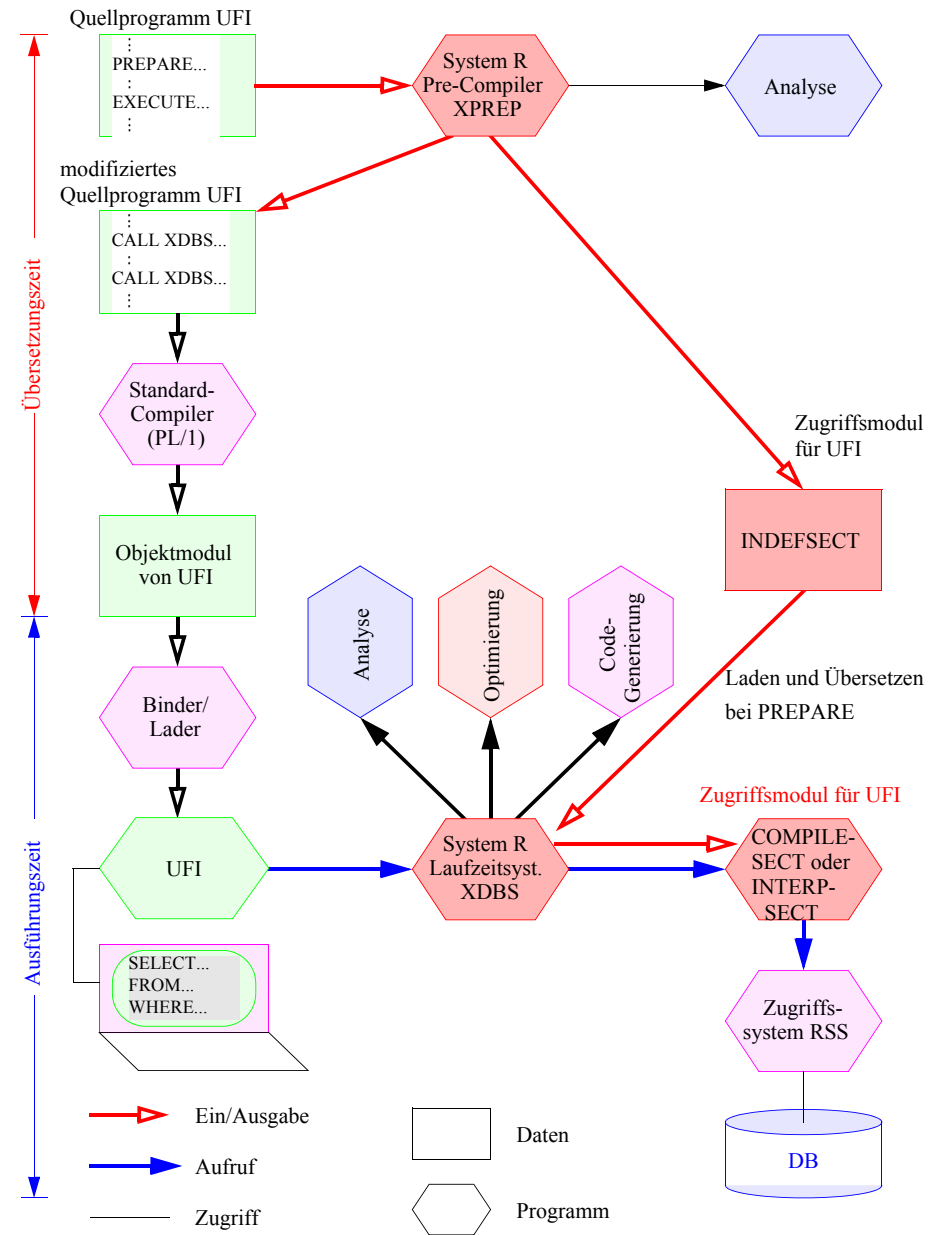 Quellprogramm UFI
PREPARE...
EXECUTE...
System R
Pre-Compiler
XPREP
Analyse
modifiziertes
Quellprogramm UFI
CALL XDBS...
CALL XDBS...
Übersetzungszeit
Standard-
Compiler
(PL/1)
Zugriffsmodul
für UFI
INDEFSECT
Objektmodul
von UFI
Analyse
Optimierung
Code-
Generierung
Laden und Übersetzen
bei PREPARE
Binder/
Lader
Zugriffsmodul für UFI
Ausführungszeit
UFI
System R
Laufzeitsyst.
XDBS
COMPILE-
SECT oder
INTERP-
SECT
SELECT...
FROM...
WHERE...
Zugriffs-
system RSS
DB
Ein/Ausgabe
Aufruf
Zugriff
Daten
Programm